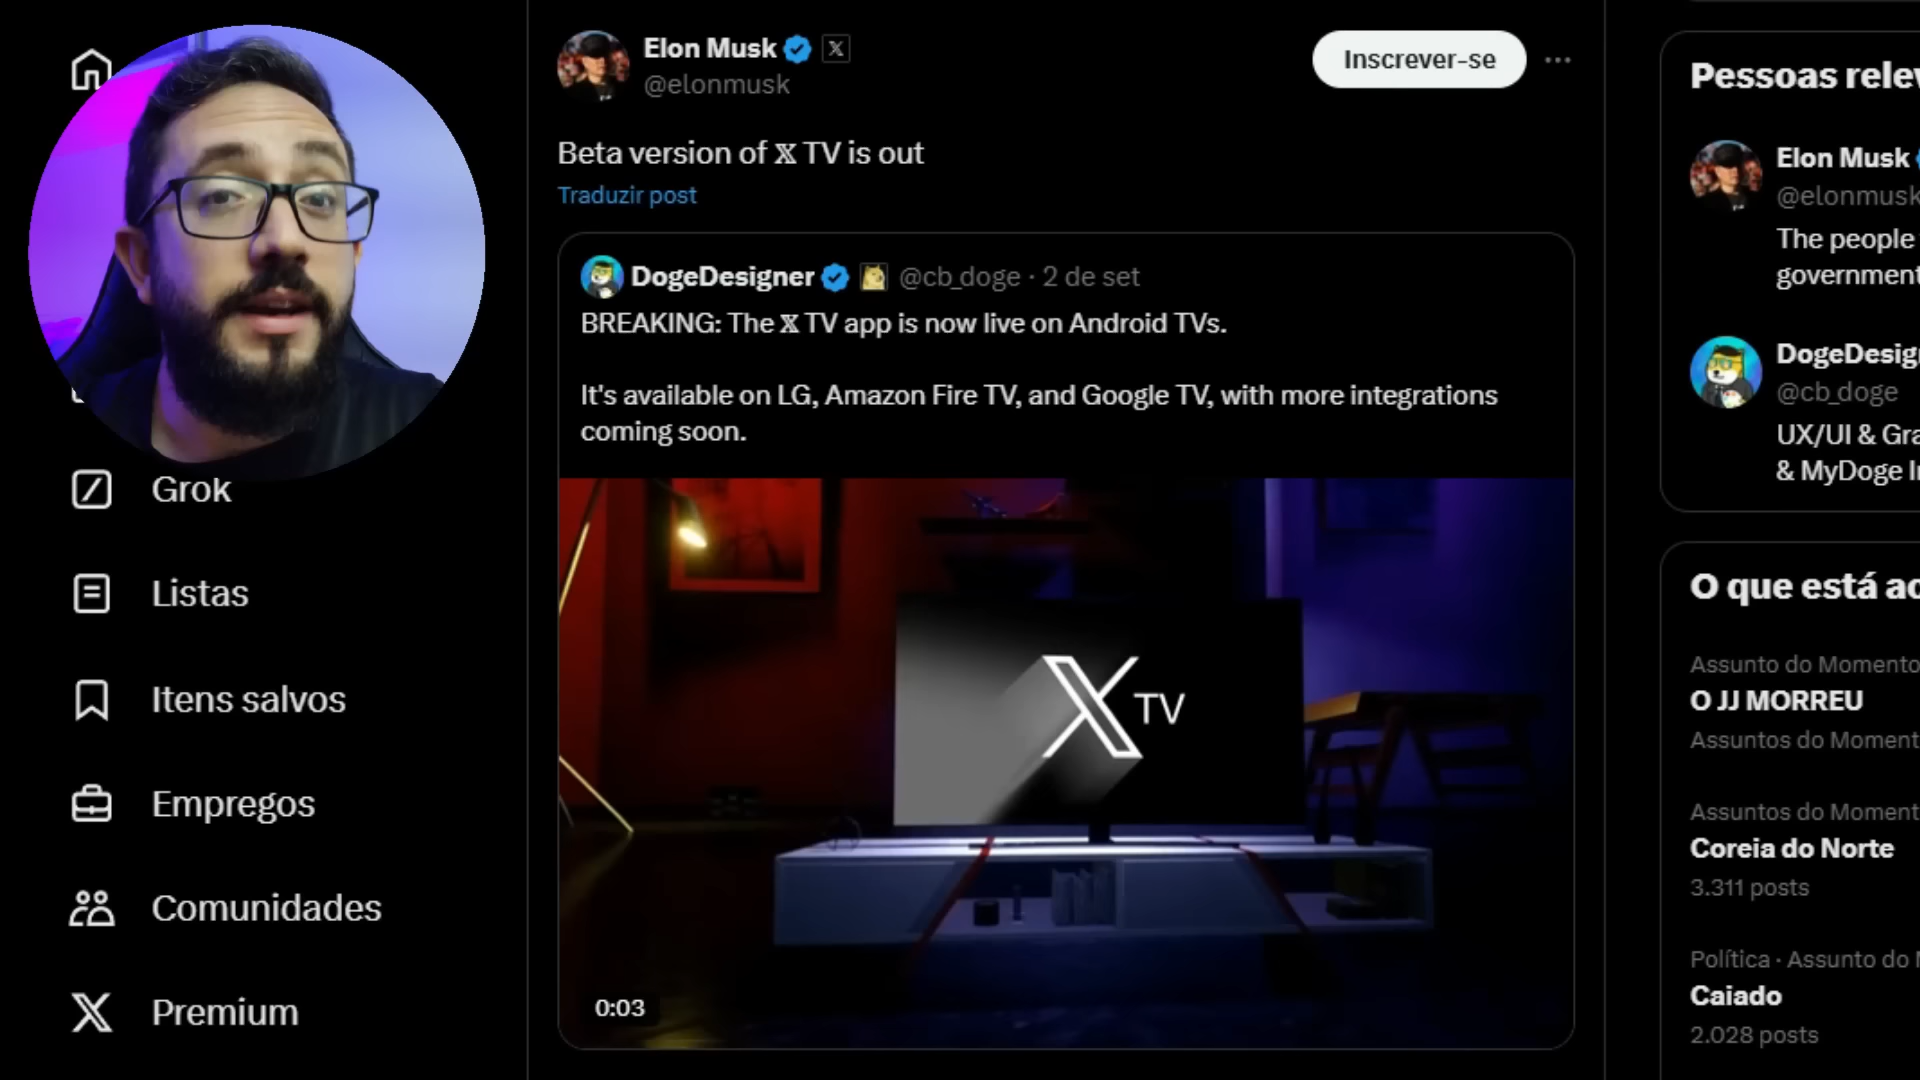 Elon Musk
@elonmusk
Inscrever-se
Beta version of 𝕏 TV is out
Traduzir post
DogeDesigner @cb_doge · 2 de set
BREAKING: The 𝕏 TV app is now live on Android TVs.
It's available on LG, Amazon Fire TV, and Google TV, with more integrations
coming soon.
X TV
0:03
Grok
Listas
Itens salvos
Empregos
Comunidades
Premium
Pessoas relev
Elon Musk
@elonmusk
The people
government
DogeDesign
@cb_doge
UX/UI & Gra
& MyDoge I
O que está ac
Assunto do Momento
O JJ MORREU
Assuntos do Moment
Assuntos do Moment
Coreia do Norte
3.311 posts
Política · Assunto do
Caiado
2.028 posts